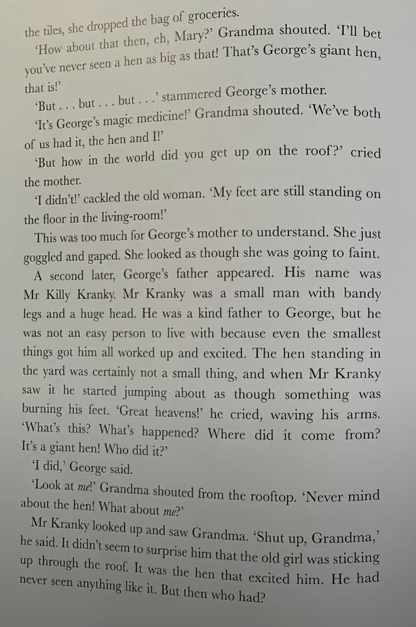 the tiles, she dropped the bag of groceries.
‘How about that then, eh, Mary?’ Grandma shouted. ‘I’ll bet
you’ve never seen a hen as big as that! That’s George’s giant hen,
that is!’
‘But . . . but . . . but . . .’ stammered George’s mother.
‘It’s George’s magic medicine!’ Grandma shouted. ‘We’ve both
of us had it, the hen and I!’
‘But how in the world did you get up on the roof?’ cried
the mother.
‘I didn’t!’ cackled the old woman. ‘My feet are still standing on
the floor in the living-room!’
This was too much for George’s mother to understand. She just
goggled and gaped. She looked as though she was going to faint.
A second later, George’s father appeared. His name was
Mr Killy Kranky. Mr Kranky was a small man with bandy
legs and a huge head. He was a kind father to George, but he
was not an easy person to live with because even the smallest
things got him all worked up and excited. The hen standing in
the yard was certainly not a small thing, and when Mr Kranky
saw it he started jumping about as though something was
burning his feet. ‘Great heavens!’ he cried, waving his arms.
‘What’s this? What’s happened? Where did it come from?
It’s a giant hen! Who did it?’
‘I did,’ George said.
‘Look at me!’ Grandma shouted from the rooftop. ‘Never mind
about the hen! What about me?’
Mr Kranky looked up and saw Grandma. ‘Shut up, Grandma,’
he said. It didn’t seem to surprise him that the old girl was sticking
up through the roof. It was the hen that excited him. He had
never seen anything like it. But then who had?